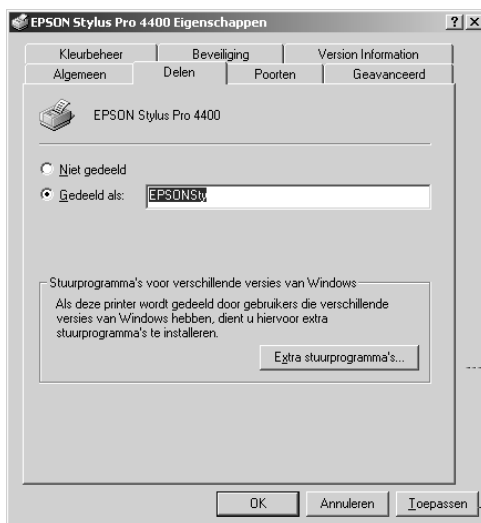 EPSON Stylus Pro 4400 Eigenschappen
Kleurbeheer Beveiliging Version Information
Algemeen Delen Poorten Geavanceerd
EPSON Stylus Pro 4400
Niet gedeeld
Gedeeld als: EPSONSty
Stuurprogramma's voor verschillende versies van Windows
Als deze printer wordt gedeeld door gebruikers die verschillende
versies van Windows hebben, dient u hiervoor extra
stuurprogramma's te installeren.
Extra stuurprogramma's...
OK Annuleren Toepassen